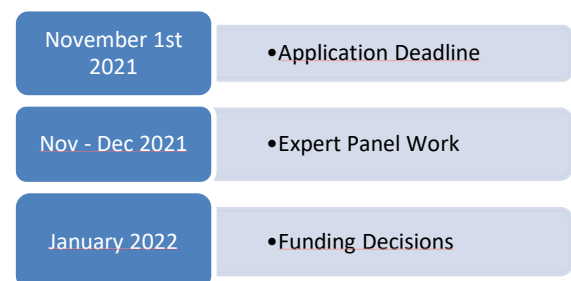 November 1st
2021
•Application Deadline
Nov - Dec 2021
•Expert Panel Work
January 2022
•Funding Decisions